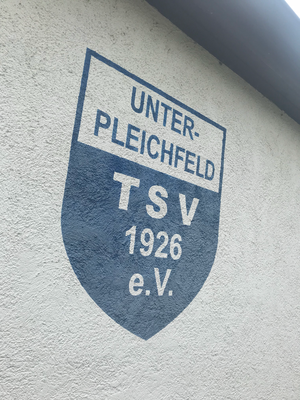 UNTER-
PLEICHFELD
TSV
1926
e.V.